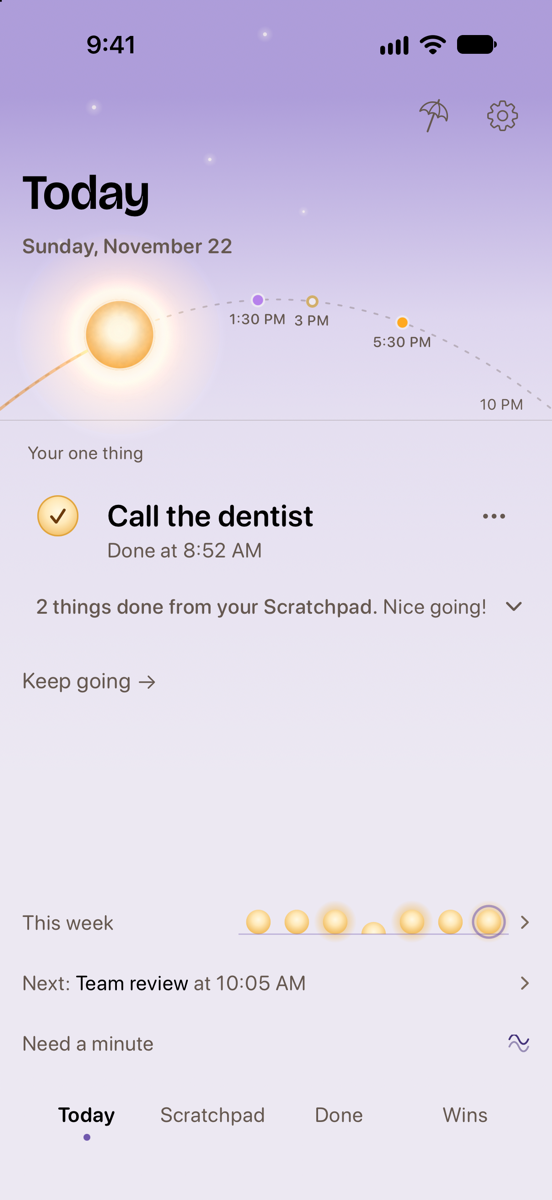 9:41
Today
Sunday, November 22
1:30 PM
3 PM
5:30 PM
10 PM
Your one thing
Call the dentist
Done at 8:52 AM
2 things done from your Scratchpad. Nice going!
Keep going →
This week
Next: Team review at 10:05 AM
Need a minute
Today
Scratchpad
Done
Wins